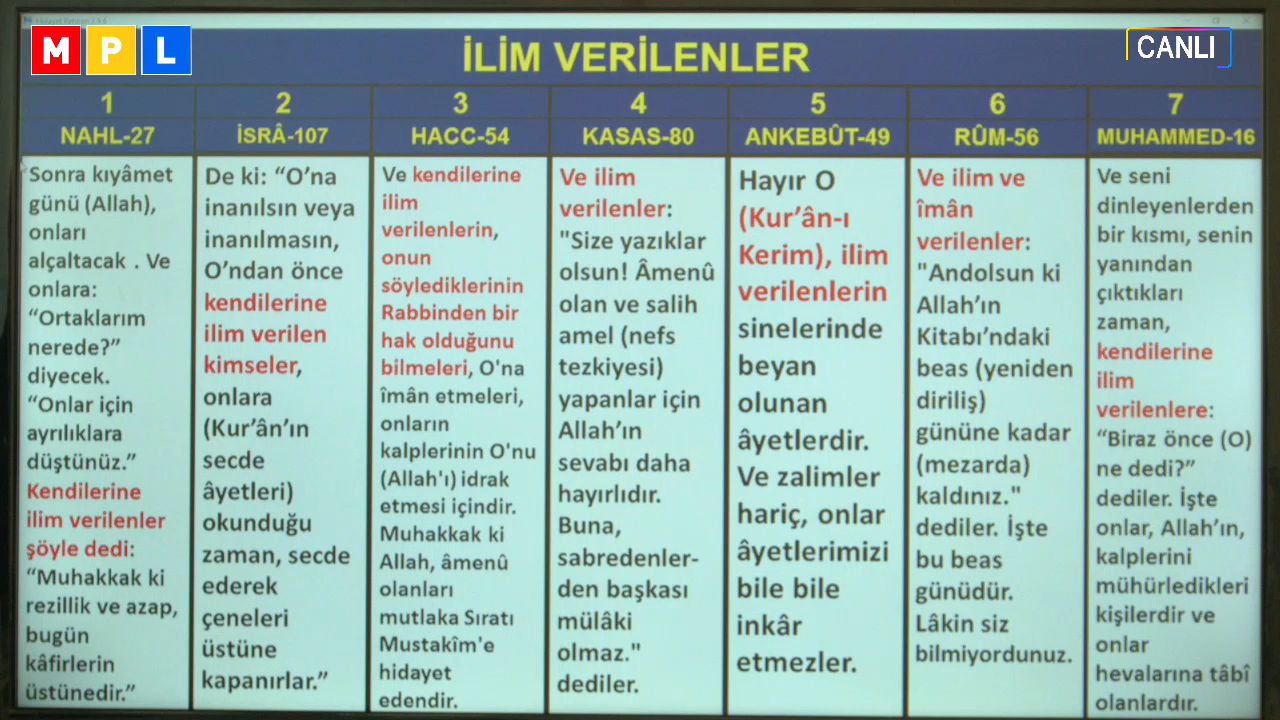 MPL
CANLI
İLİM VERİLENLER
1
NAHL-27
Sonra kıyâmet
günü (Allah),
onları
alçaltacak . Ve
onlara:
“Ortaklarım
nerede?”
diyecek.
“Onlar için
ayrılıklara
düştünüz.”
Kendilerine
ilim verilenler
şöyle dedi:
“Muhakkak ki
rezillik ve azap,
bugün
kâfirlerin
üstünedir.”
2
İSRÂ-107
De ki: “O’na
inanılsın veya
inanılmasın,
O’ndan önce
kendilerine
ilim verilen
kimseler,
onlara
(Kur’ân’ın
secde
âyetleri)
okunduğu
zaman, secde
ederek
çeneleri
üstüne
kapanırlar.”
3
HACC-54
Ve kendilerine
ilim
verilenlerin,
onun
söylediklerinin
Rabbinden bir
hak olduğunu
bilmeleri, O'na
îmân etmeleri,
onların
kalplerinin O'nu
(Allah'ı) idrak
etmesi içindir.
Muhakkak ki
Allah, âmenû
olanları
mutlaka Sıratı
Mustakîm'e
hidayet
edendir.
4
KASAS-80
Ve ilim
verilenler:
"Size yazıklar
olsun! Âmenû
olan ve salih
amel (nefs
tezkiyesi)
yapanlar için
Allah’ın
sevabı daha
hayırlıdır.
Buna,
sabredenler-
den başkası
mülâki
olmaz."
dediler.
5
ANKEBÛT-49
Hayır O
(Kur’ân-ı
Kerim), ilim
verilenlerin
sinelerinde
beyan
olunan
âyetlerdir.
Ve zalimler
hariç, onlar
âyetlerimizi
bile bile
inkâr
etmezler.
6
RÛM-56
Ve ilim ve
îmân
verilenler:
"Andolsun ki
Allah’ın
Kitabı’ndaki
beas (yeniden
diriliş)
gününe kadar
(mezarda)
kaldınız."
dediler. İşte
bu beas
günüdür.
Lâkin siz
bilmiyordunuz.
7
MUHAMMED-16
Ve seni
dinleyenlerden
bir kısmı, senin
yanından
çıktıkları
zaman,
kendilerine
ilim
verilenlere:
“Biraz önce (O)
ne dedi?”
dediler. İşte
onlar, Allah’ın,
kalplerini
mühürledikleri
kişilerdir ve
onlar
hevalarına tâbî
olanlardır.